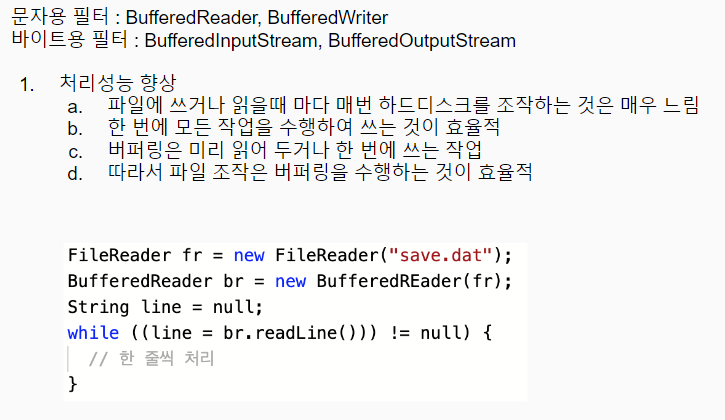 문자용 필터 : BufferedReader, BufferedWriter
바이트용 필터 : BufferedInputStream, BufferedOutputStream
1. 처리성능 향상
a. 파일에 쓰거나 읽을때 마다 매번 하드디스크를 조작하는 것은 매우 느림
b. 한 번에 모든 작업을 수행하여 쓰는 것이 효율적
c. 버퍼링은 미리 읽어 두거나 한 번에 쓰는 작업
d. 따라서 파일 조작은 버퍼링을 수행하는 것이 효율적
FileReader fr = new FileReader("save.dat");
BufferedReader br = new BufferedREader(fr);
String line = null;
while ((line = br.readLine())) != null) {
// 한 줄씩 처리
}